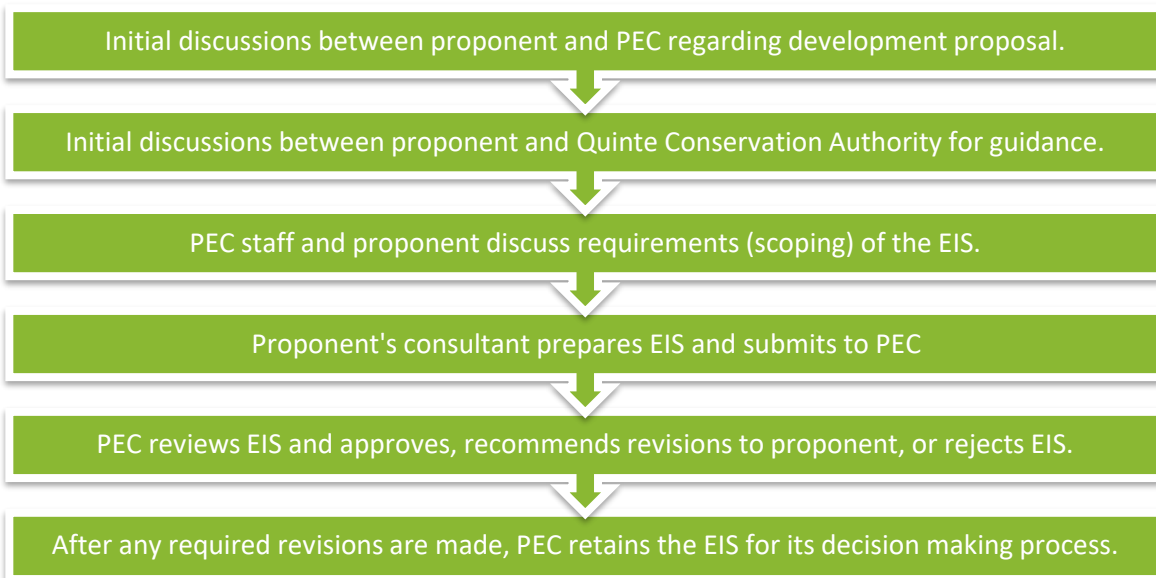 Initial discussions between proponent and PEC regarding development proposal.
Initial discussions between proponent and Quinte Conservation Authority for guidance.
PEC staff and proponent discuss requirements (scoping) of the EIS.
Proponent's consultant prepares EIS and submits to PEC
PEC reviews EIS and approves, recommends revisions to proponent, or rejects EIS.
After any required revisions are made, PEC retains the EIS for its decision making process.